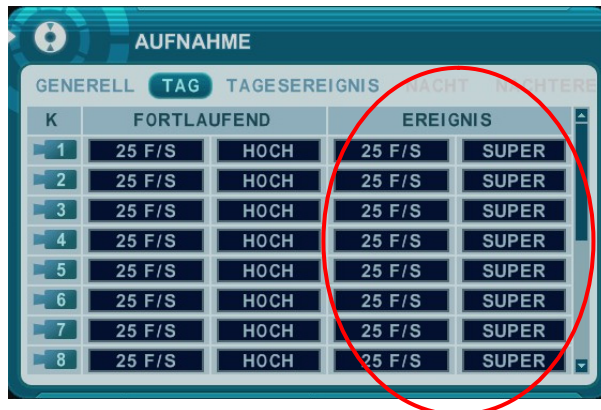 AUFNAHME
GENERELL TAG TAGESEREIGNIS NACHT NACHTERE
K FORTLAUFEND EREIGNIS
1 25 F/S HOCH 25 F/S SUPER
2 25 F/S HOCH 25 F/S SUPER
3 25 F/S HOCH 25 F/S SUPER
4 25 F/S HOCH 25 F/S SUPER
5 25 F/S HOCH 25 F/S SUPER
6 25 F/S HOCH 25 F/S SUPER
7 25 F/S HOCH 25 F/S SUPER
8 25 F/S HOCH 25 F/S SUPER